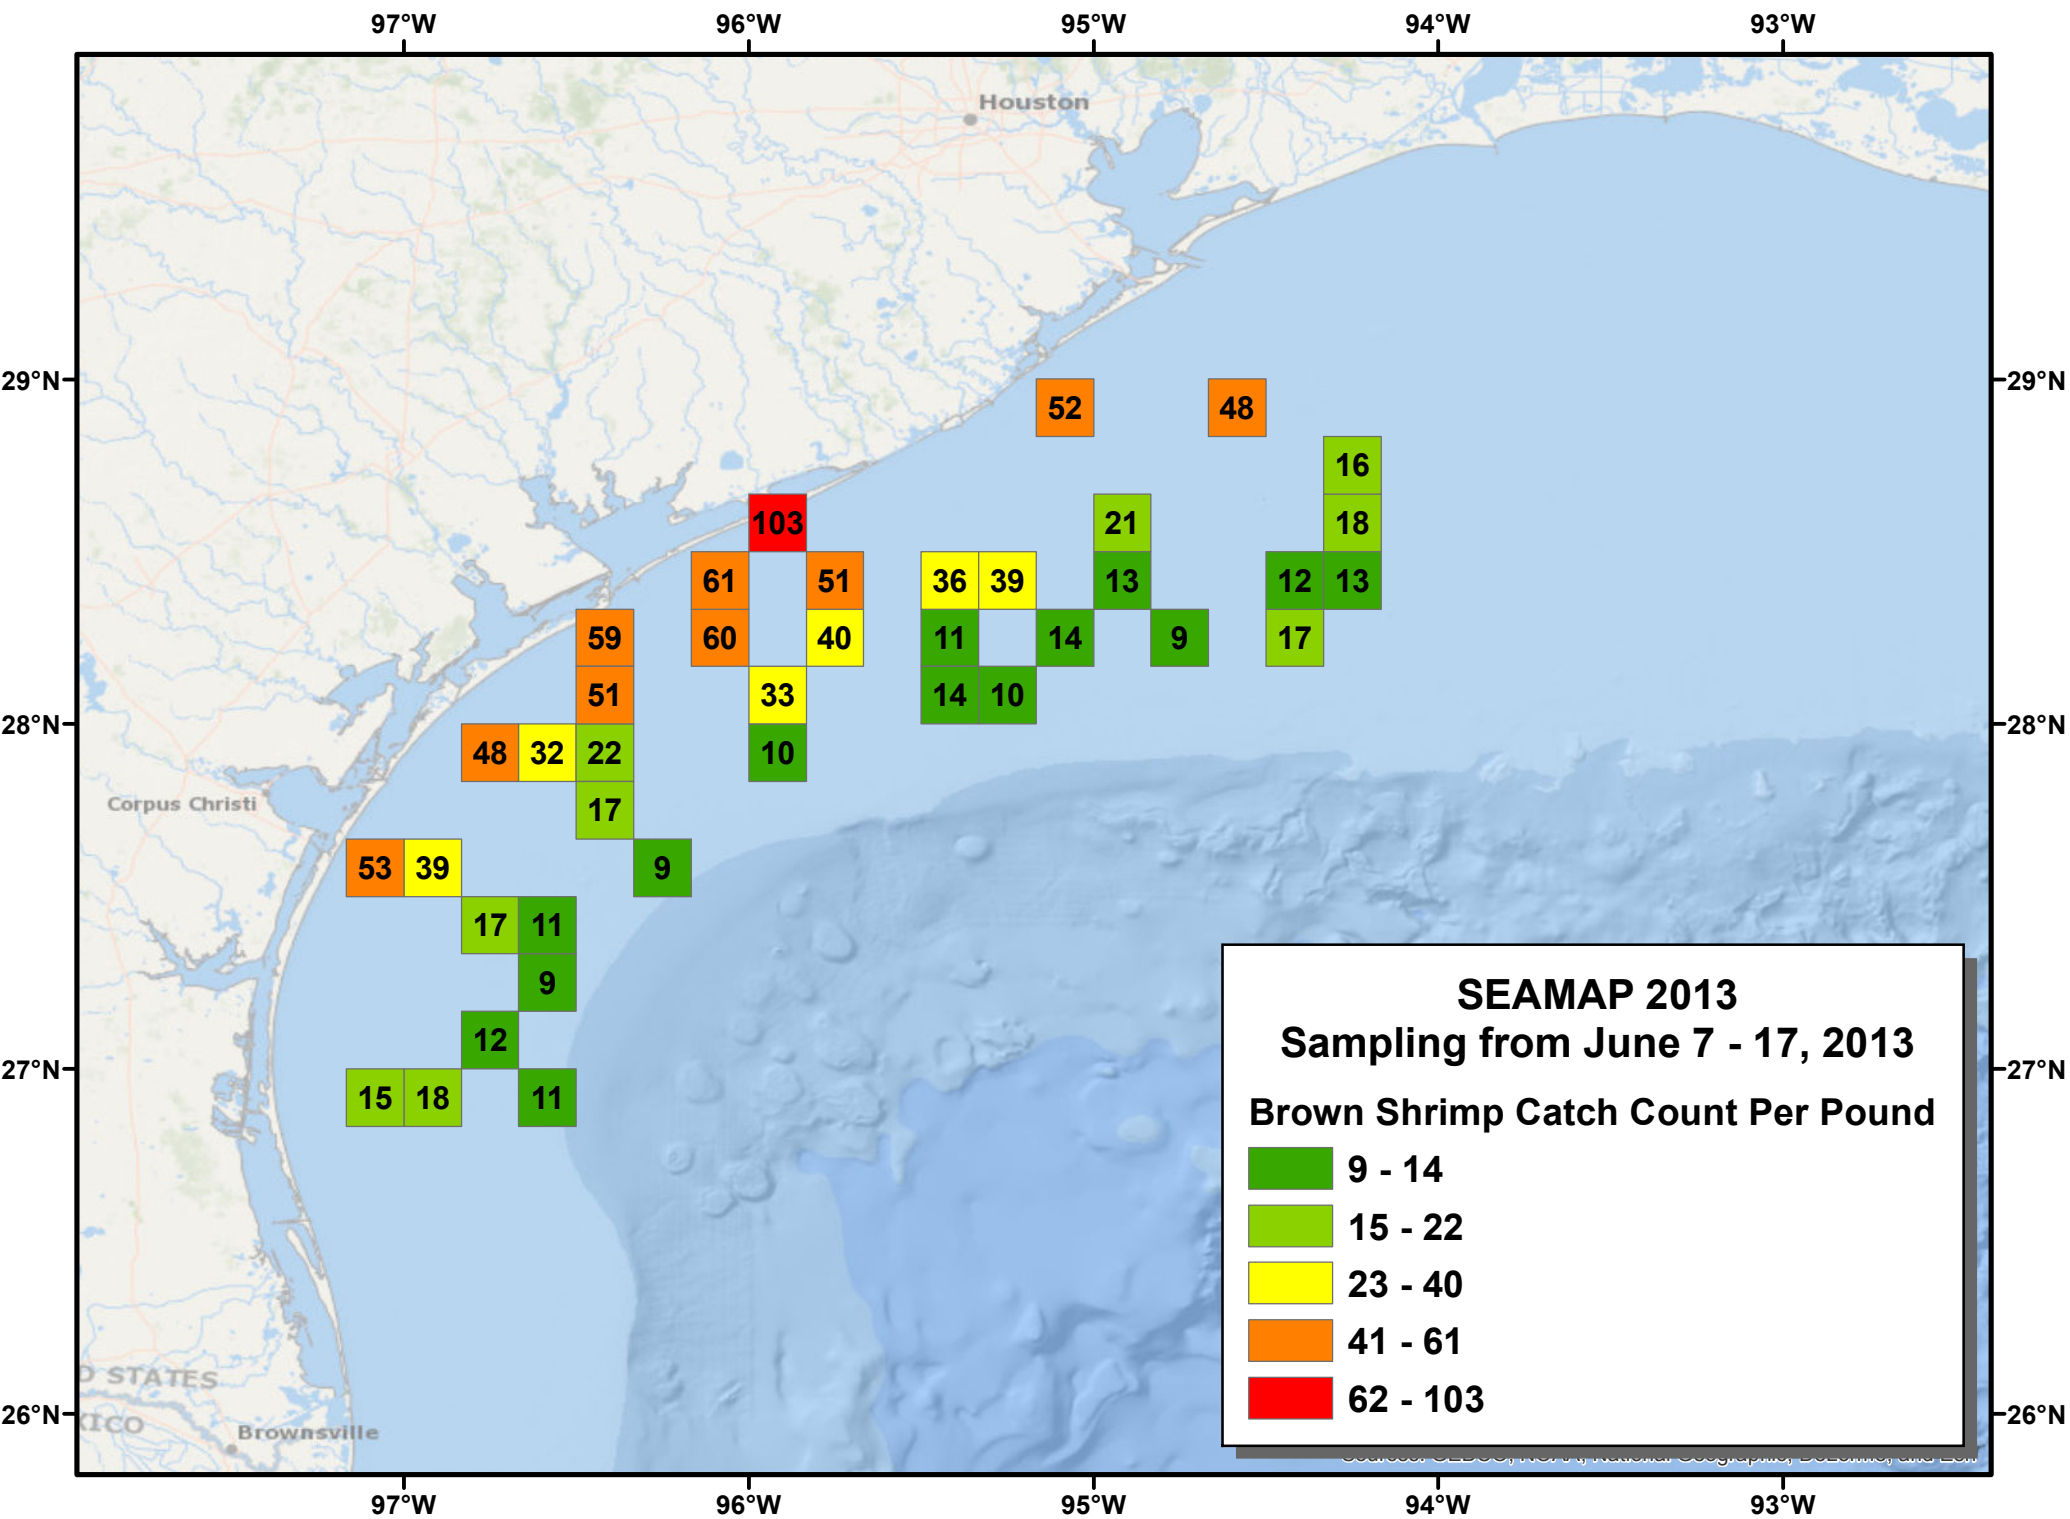 97°W 96°W 95°W 94°W 93°W
Houston
29°N 29°N
52 48
16
103 21 18
61 51 36 39 13 12 13
59 60 40 11 14 9 17
51 33 14 10
28°N 28°N
48 32 22 10
Corpus Christi 17
53 39 9
17 11
9
12
27°N 27°N
15 18 11
SEAMAP 2013
Sampling from June 7 - 17, 2013
Brown Shrimp Catch Count Per Pound
9 - 14
15 - 22
23 - 40
41 - 61
62 - 103
D STATES
XICO
Brownsville
26°N 26°N
97°W 96°W 95°W 94°W 93°W